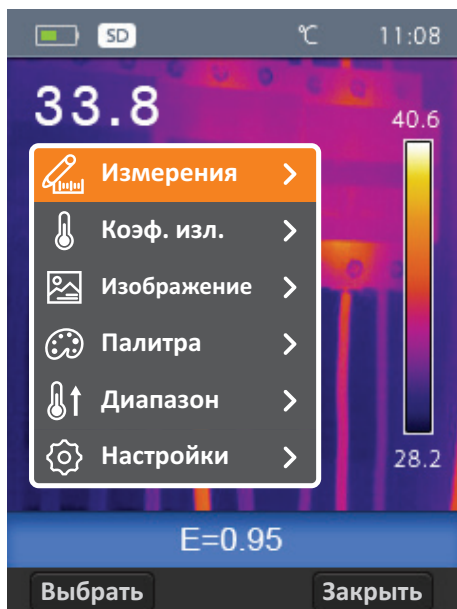 SD ℃ 11:08
33.8
40.6
Измерения
Коэф. изл.
Изображение
Палитра
Диапазон
Настройки
28.2
E=0.95
Выбрать Закрыть